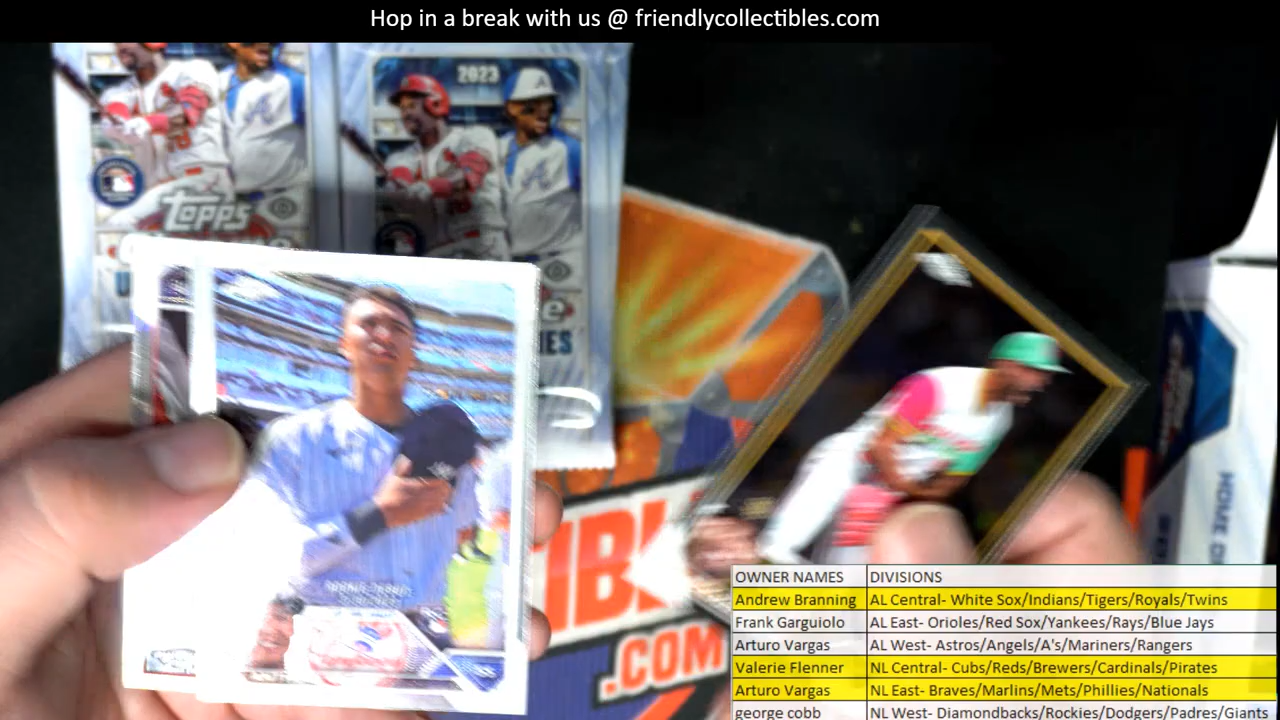 Hop in a break with us @ friendlycollectibles.com
2023
Topps
IES
IBL
.COM
HOME
OWNER NAMES DIVISIONS
Andrew Branning AL Central- White Sox/Indians/Tigers/Royals/Twins
Frank Garguiolo AL East- Orioles/Red Sox/Yankees/Rays/Blue Jays
Arturo Vargas AL West- Astros/Angels/A's/Mariners/Rangers
Valerie Flenner NL Central- Cubs/Reds/Brewers/Cardinals/Pirates
Arturo Vargas NL East- Braves/Marlins/Mets/Phillies/Nationals
george cobb NL West- Diamondbacks/Rockies/Dodgers/Padres/Giants